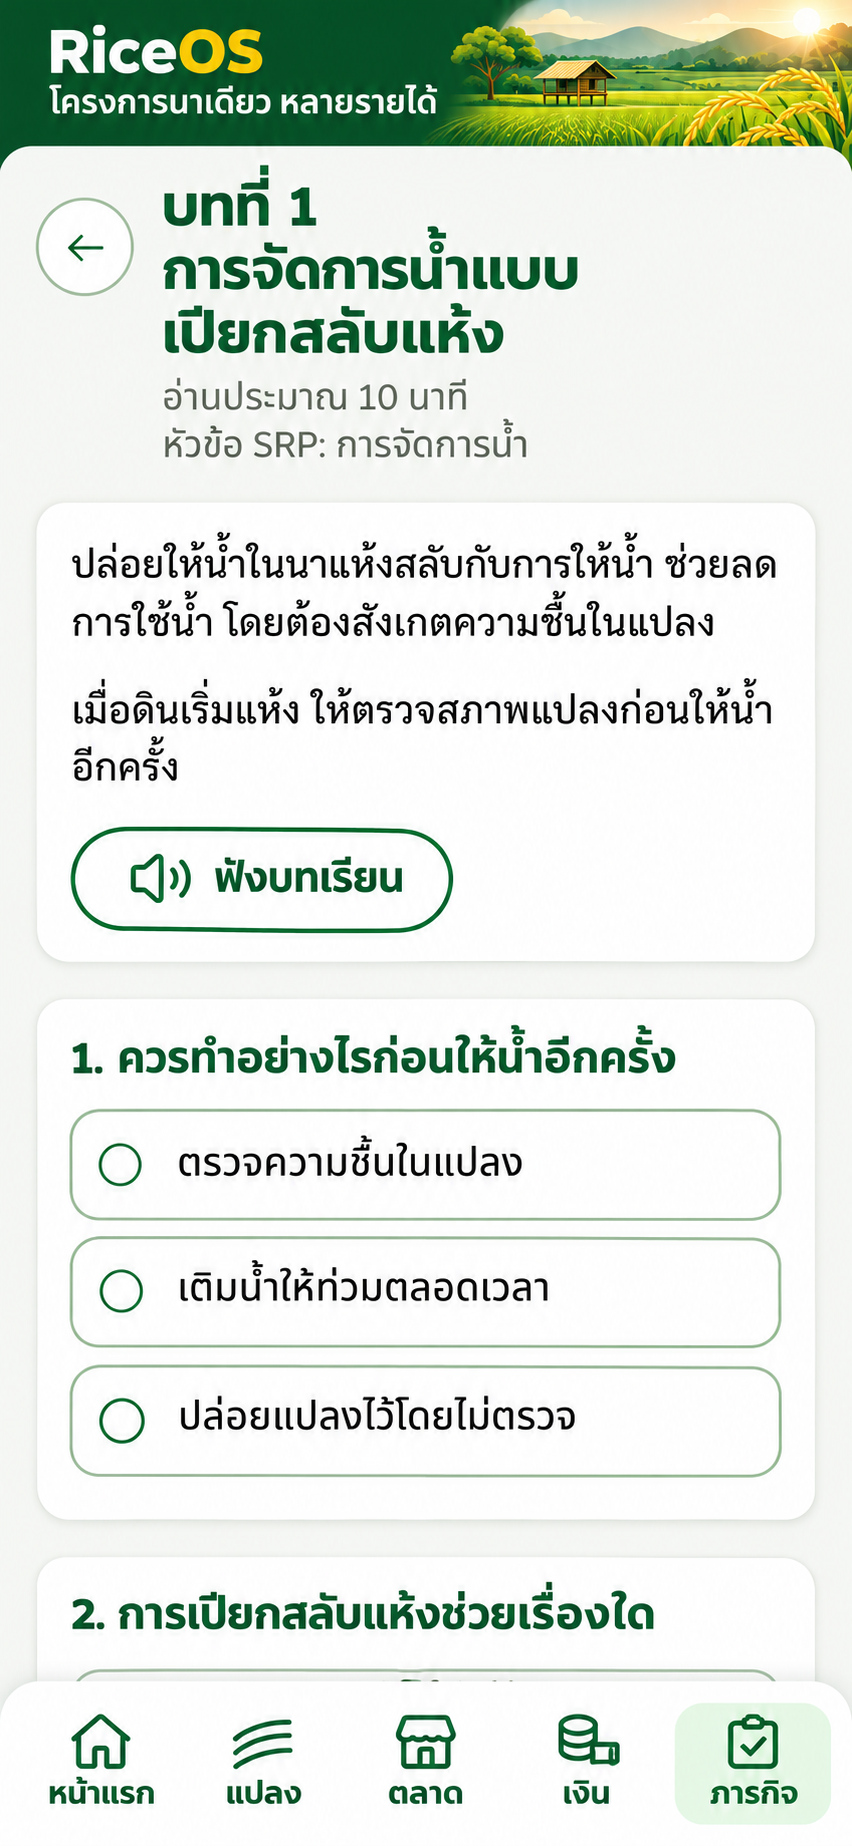 RiceOS
โครงการนาเดียว หลายรายได้
บทที่ 1
การจัดการน้ำแบบ
เปียกสลับแห้ง
อ่านประมาณ 10 นาที
หัวข้อ SRP: การจัดการน้ำ
ปล่อยให้น้ำในนาแห้งสลับกับการให้น้ำ ช่วยลด
การใช้น้ำ โดยต้องสังเกตความชื้นในแปลง
เมื่อดินเริ่มแห้ง ให้ตรวจสภาพแปลงก่อนให้น้ำ
อีกครั้ง
ฟังบทเรียน
1. ควรทำอย่างไรก่อนให้น้ำอีกครั้ง
ตรวจความชื้นในแปลง
เติมน้ำให้ท่วมตลอดเวลา
ปล่อยแปลงไว้โดยไม่ตรวจ
2. การเปียกสลับแห้งช่วยเรื่องใด
หน้าแรก
แปลง
ตลาด
เงิน
ภารกิจ